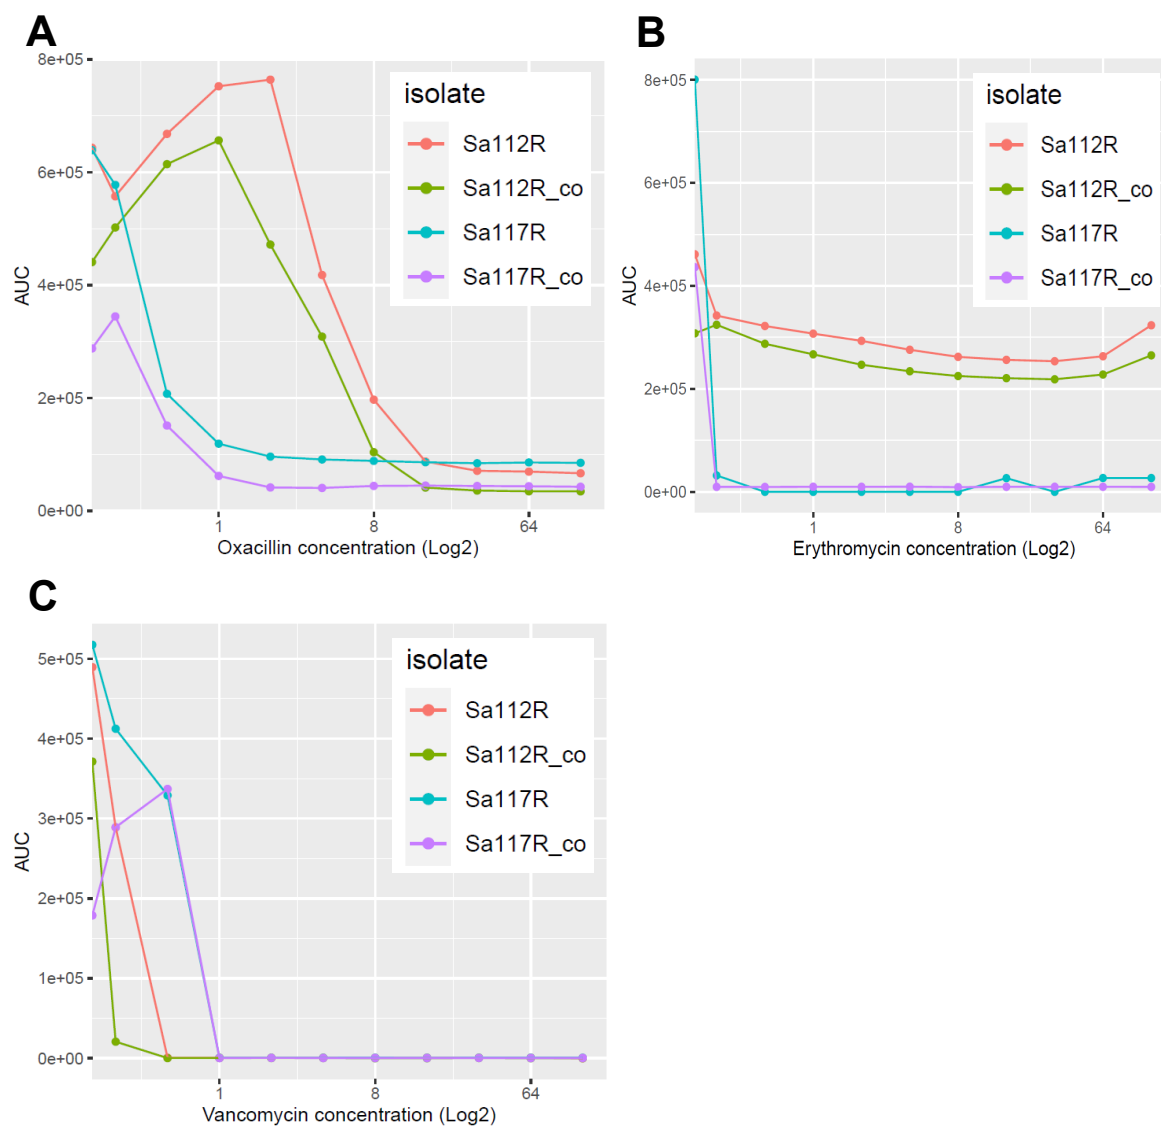 A
8e+05
6e+05
4e+05
2e+05
0e+00
AUC
1
8
64
Oxacillin concentration (Log2)
isolate
Sa112R
Sa112R_co
Sa117R
Sa117R_co
B
8e+05
6e+05
4e+05
2e+05
0e+00
AUC
1
8
64
Erythromycin concentration (Log2)
isolate
Sa112R
Sa112R_co
Sa117R
Sa117R_co
C
5e+05
4e+05
3e+05
2e+05
1e+05
0e+00
AUC
1
8
64
Vancomycin concentration (Log2)
isolate
Sa112R
Sa112R_co
Sa117R
Sa117R_co